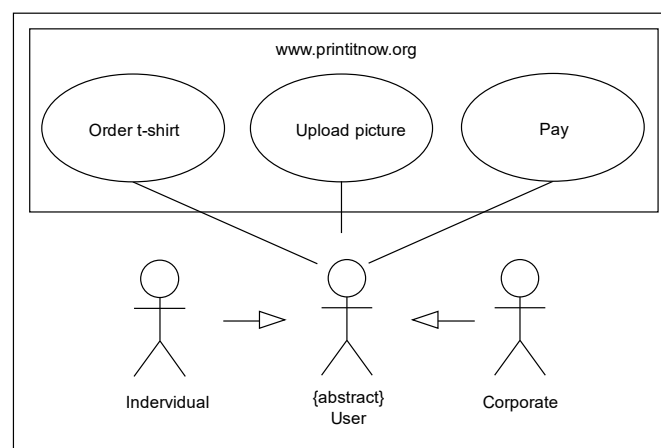 www.printitnow.org
Order t-shirt
Upload picture
Pay
Indervidual
{abstract}
User
Corporate